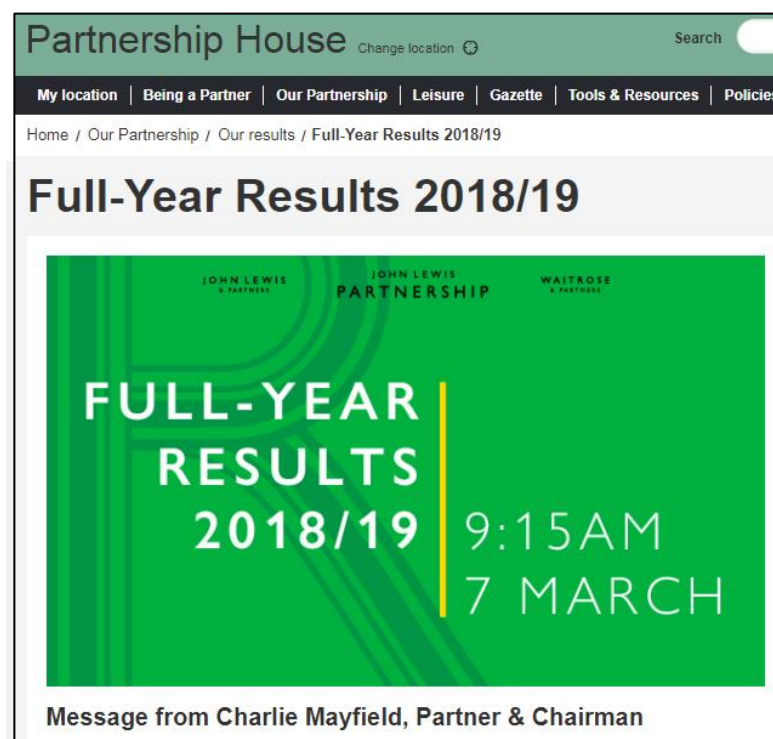 Partnership House Change location Search
My location | Being a Partner | Our Partnership | Leisure | Gazette | Tools & Resources | Policies
Home / Our Partnership / Our results / Full-Year Results 2018/19
Full-Year Results 2018/19
JOHN LEWIS
& PARTNERS
JOHN LEWIS
PARTNERSHIP
WAITROSE
& PARTNERS
FULL-YEAR
RESULTS
2018/19
9:15AM
7 MARCH
Message from Charlie Mayfield, Partner & Chairman